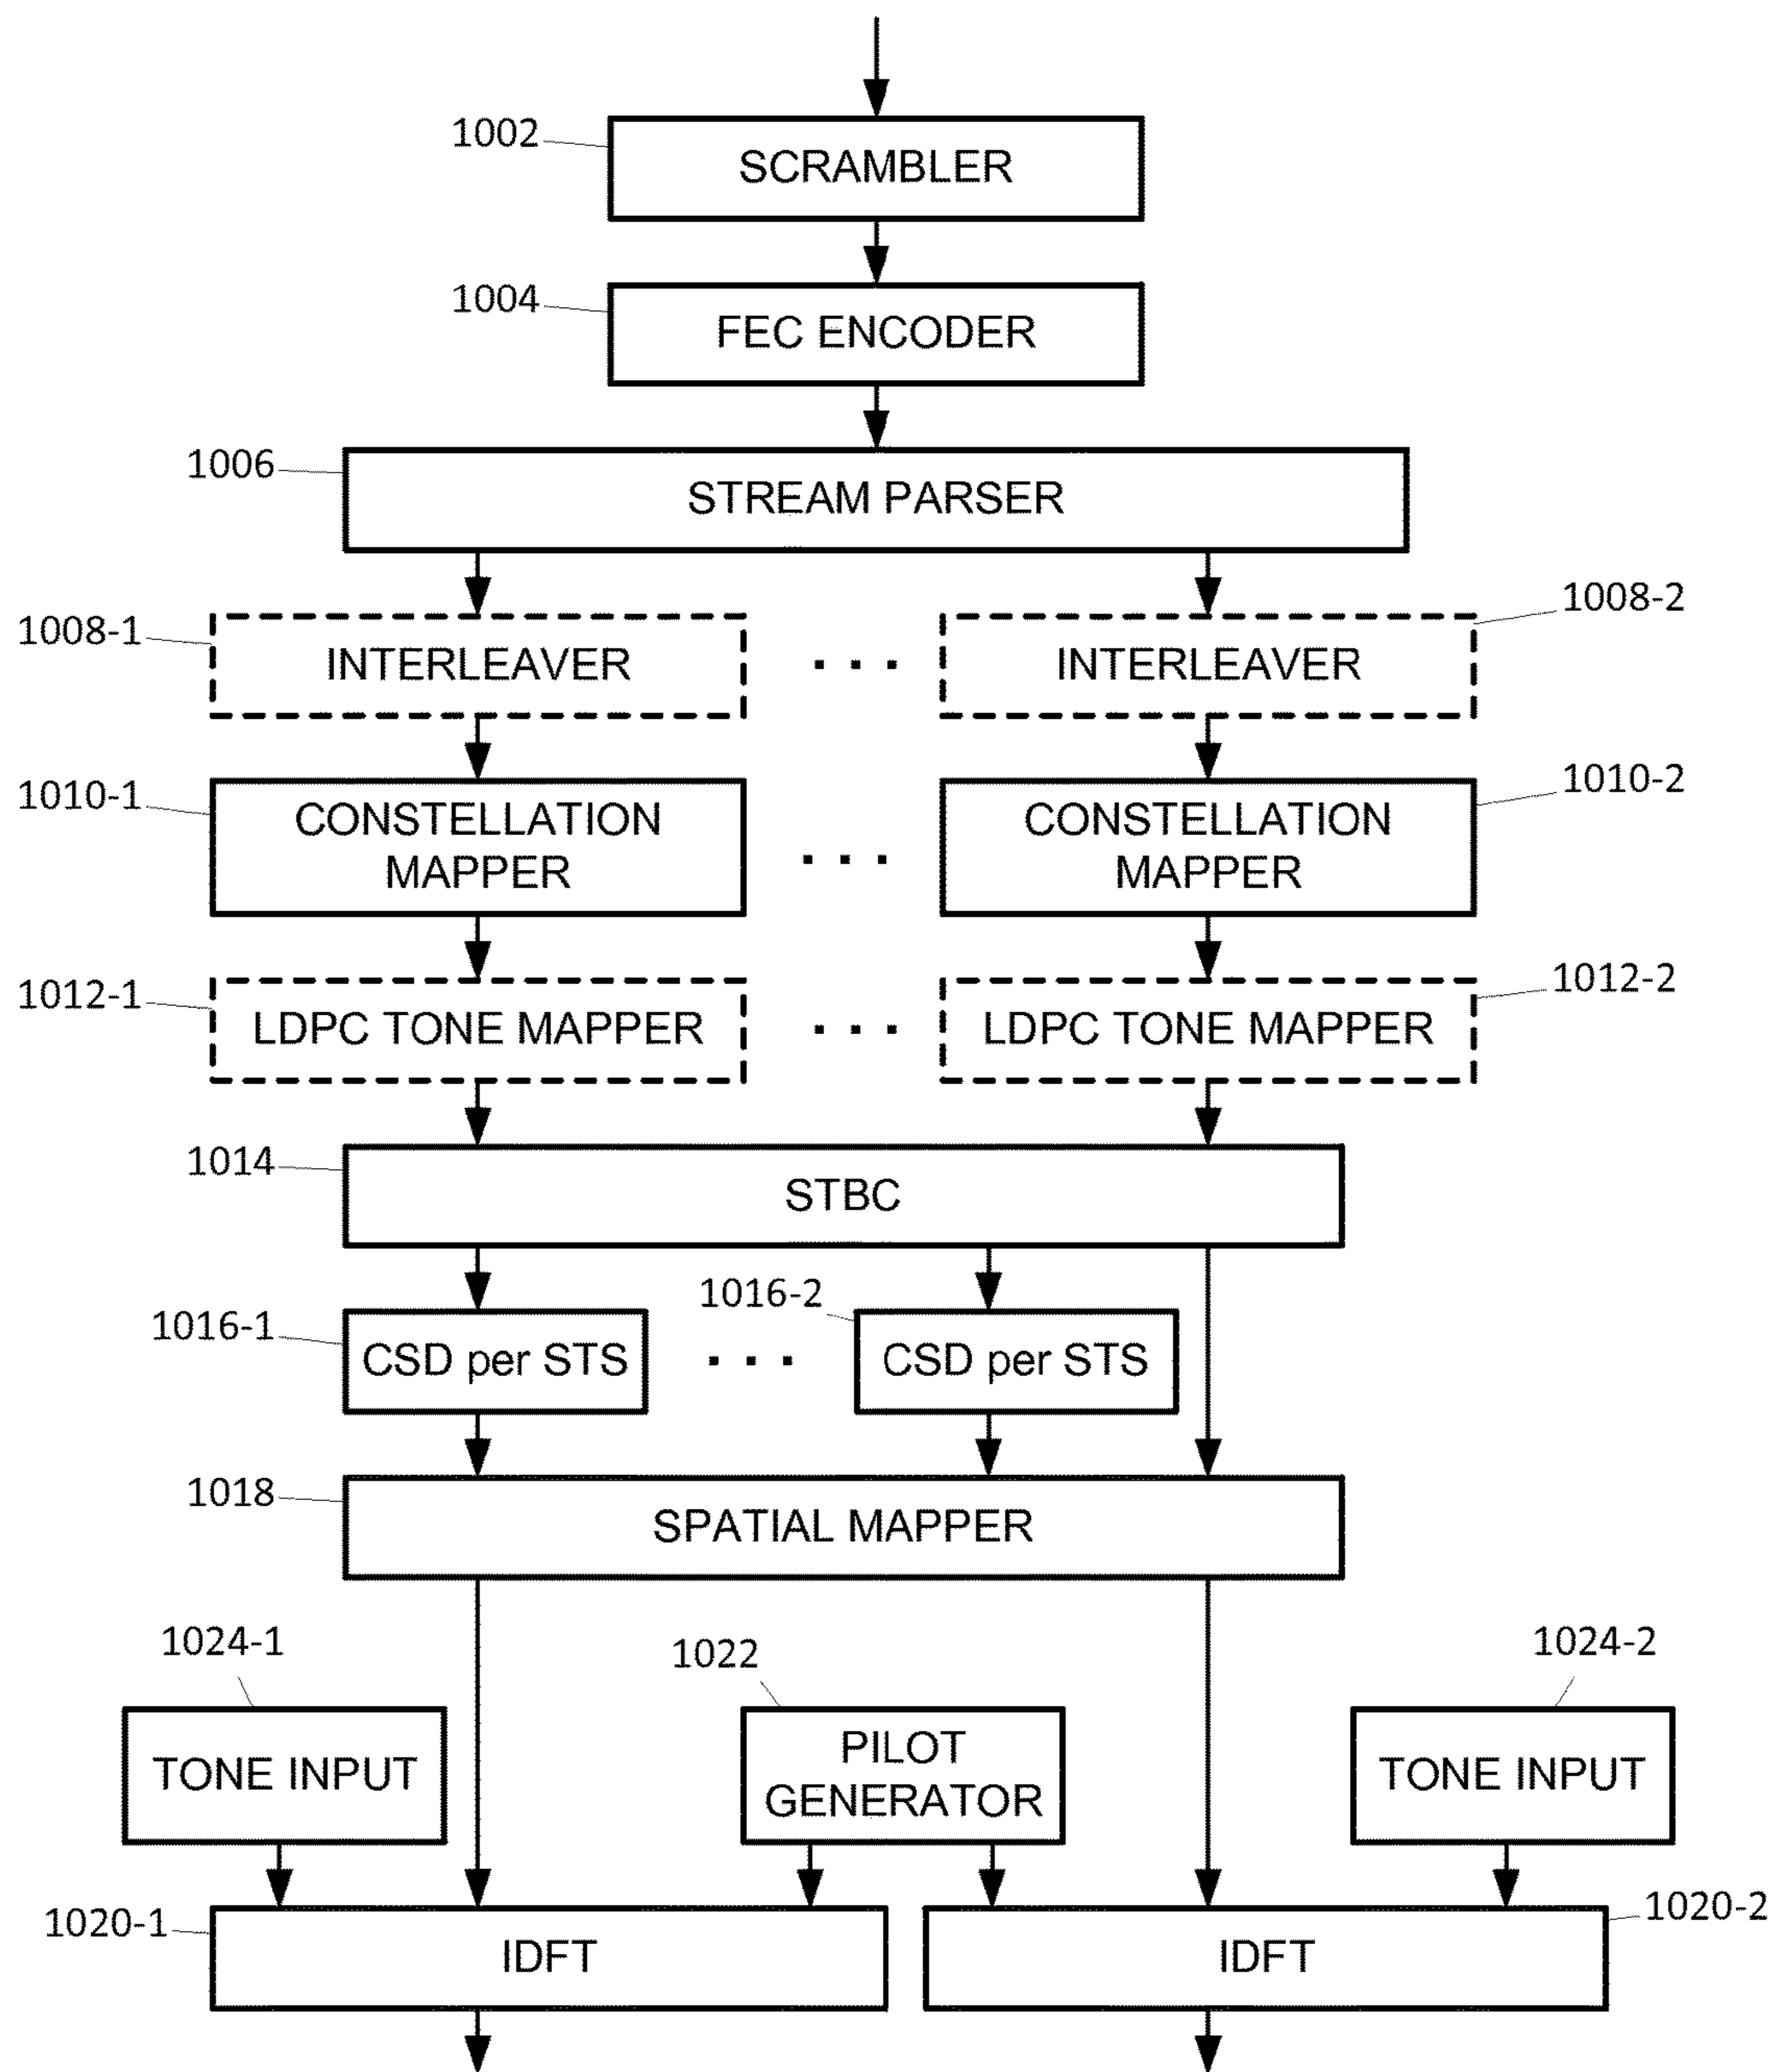 1002
SCRAMBLER
1004
FEC ENCODER
1006
STREAM PARSER
1008-1
INTERLEAVER
. . .
INTERLEAVER
1008-2
1010-1
CONSTELLATION
MAPPER
. . .
CONSTELLATION
MAPPER
1010-2
1012-1
LDPC TONE MAPPER
. . .
LDPC TONE MAPPER
1012-2
1014
STBC
1016-1
CSD per STS
. . .
1016-2
CSD per STS
1018
SPATIAL MAPPER
1024-1
TONE INPUT
1022
PILOT
GENERATOR
1024-2
TONE INPUT
1020-1
IDFT
IDFT
1020-2